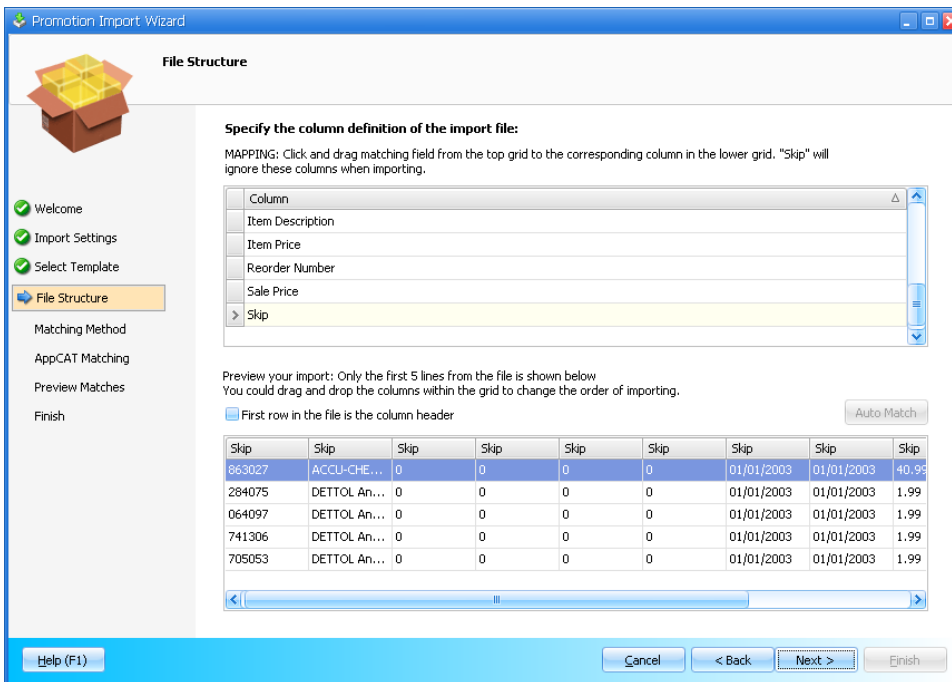 Promotion Import Wizard
File Structure
Specify the column definition of the import file:
MAPPING: Click and drag matching field from the top grid to the corresponding column in the lower grid. "Skip" will
ignore these columns when importing.
Column
Item Description
Item Price
Reorder Number
Sale Price
Skip
Welcome
Import Settings
Select Template
File Structure
Matching Method
AppCAT Matching
Preview Matches
Finish
Preview your import: Only the first 5 lines from the file is shown below
You could drag and drop the columns within the grid to change the order of importing.
First row in the file is the column header
Auto Match
Skip Skip Skip Skip Skip Skip Skip Skip Skip
863027 ACCU-CHE... 0 0 0 0 01/01/2003 01/01/2003 40.99
284075 DETTOL An... 0 0 0 0 01/01/2003 01/01/2003 1.99
064097 DETTOL An... 0 0 0 0 01/01/2003 01/01/2003 1.99
741306 DETTOL An... 0 0 0 0 01/01/2003 01/01/2003 1.99
705053 DETTOL An... 0 0 0 0 01/01/2003 01/01/2003 1.99
Help (F1) Cancel < Back Next > Finish